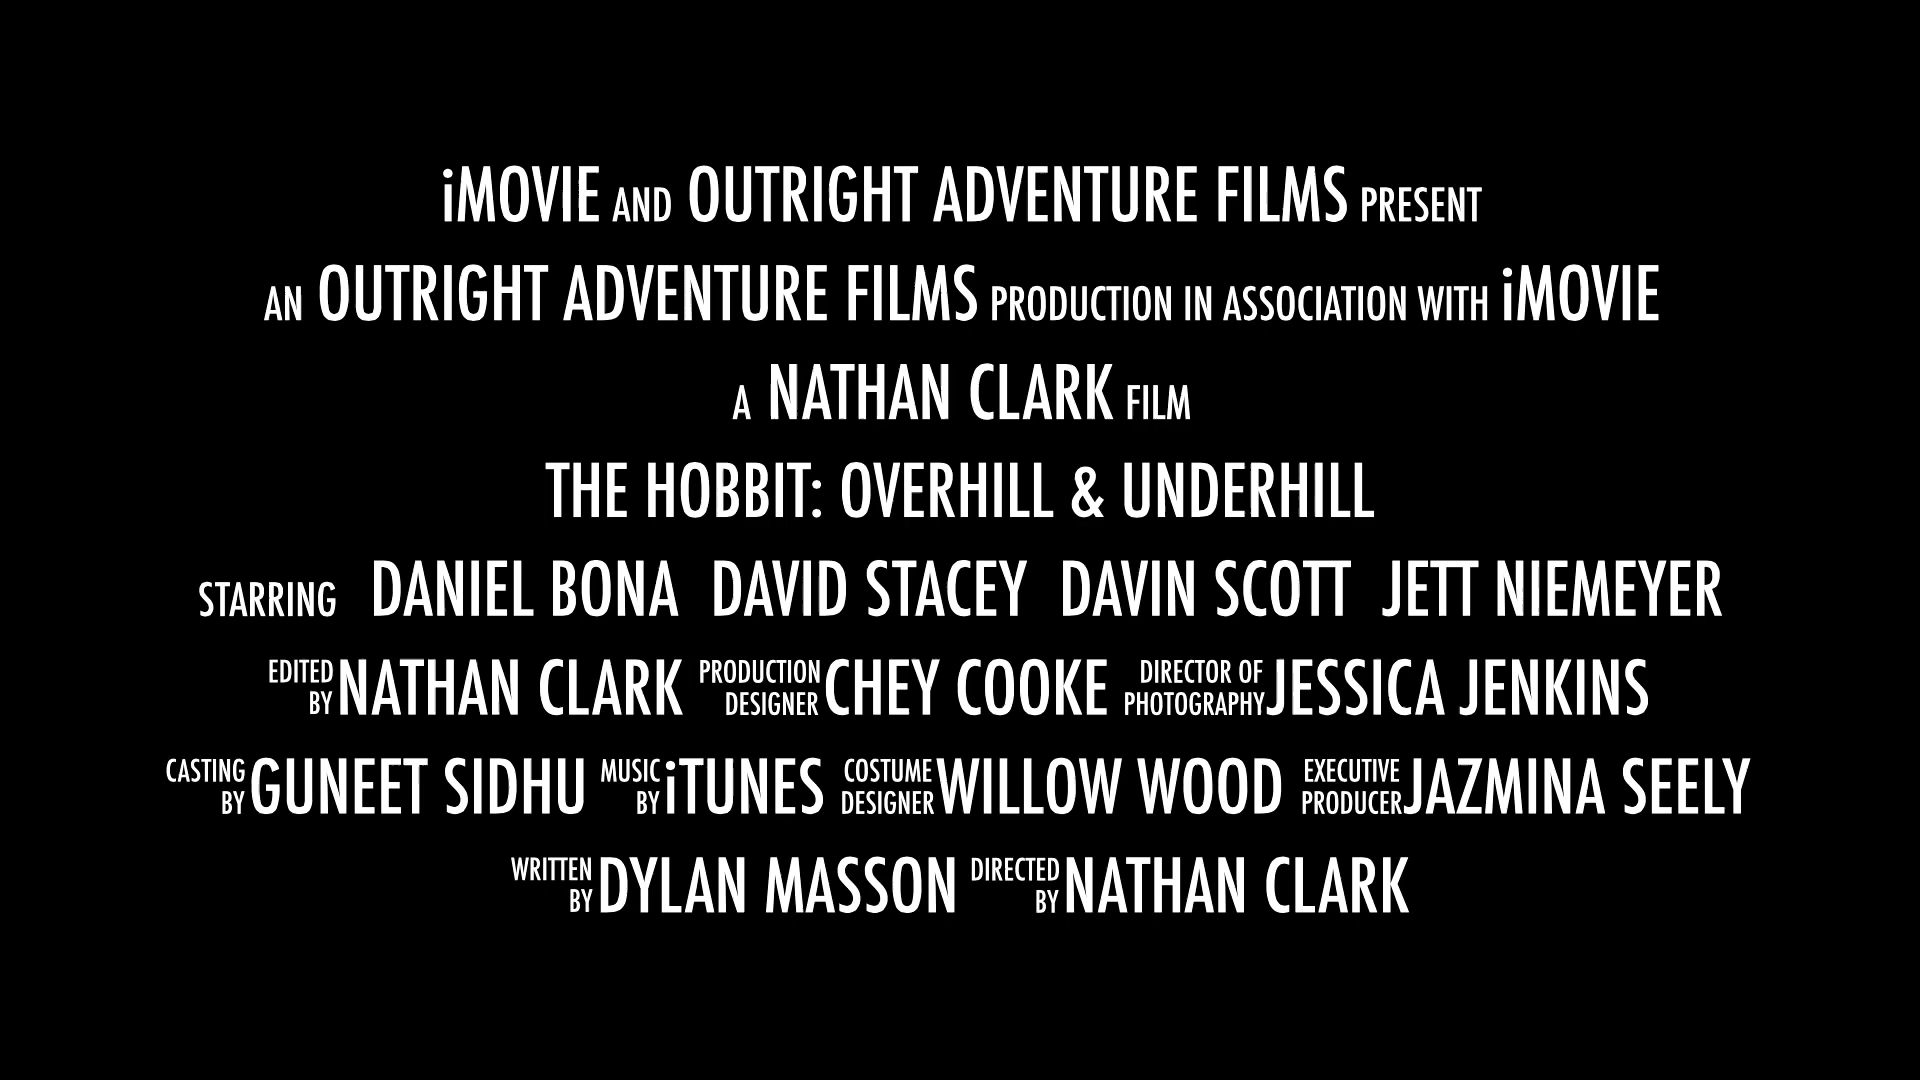 iMOVIE AND OUTRIGHT ADVENTURE FILMS PRESENT
AN OUTRIGHT ADVENTURE FILMS PRODUCTION IN ASSOCIATION WITH iMOVIE
A NATHAN CLARK FILM
THE HOBBIT: OVERHILL & UNDERHILL
STARRING DANIEL BONA DAVID STACEY DAVIN SCOTT JETT NIEMEYER
EDITED BY NATHAN CLARK PRODUCTION DESIGNER CHEY COOKE DIRECTOR OF PHOTOGRAPHY JESSICA JENKINS
CASTING BY GUNEET SIDHU MUSIC BY iTUNES COSTUME DESIGNER WILLOW WOOD EXECUTIVE PRODUCER JAZMINA SEELY
WRITTEN BY DYLAN MASSON DIRECTED BY NATHAN CLARK